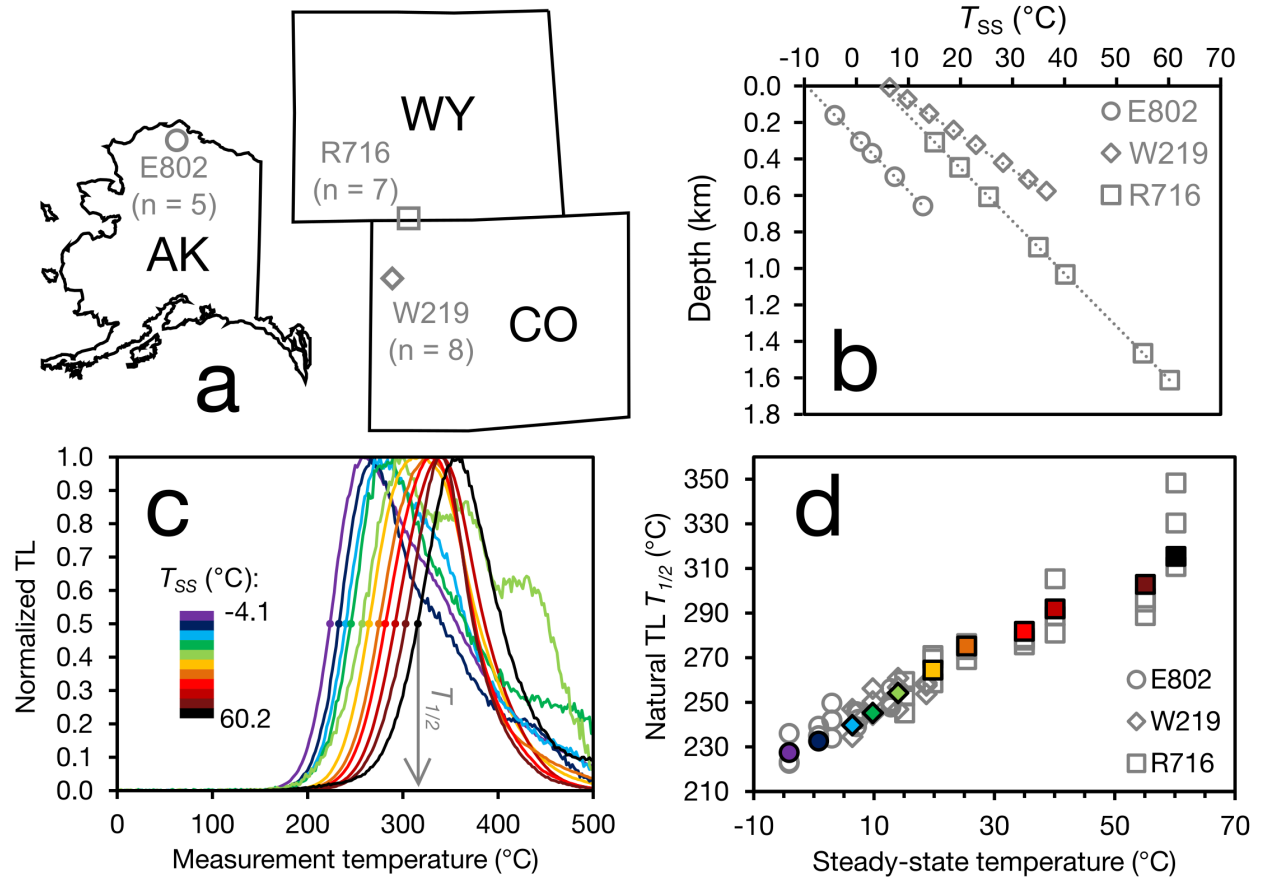 WY
R716
(n = 7)
E802
(n = 5)
AK
W219
(n = 8)
CO
a
T_SS (°C)
-10 0 10 20 30 40 50 60 70
0.0
0.2
0.4
0.6
0.8
1.0
1.2
1.4
1.6
1.8
Depth (km)
E802
W219
R716
b
1.0
0.9
0.8
0.7
0.6
0.5
0.4
0.3
0.2
0.1
0.0
Normalized TL
c
T_SS (°C):
-4.1
60.2
T_1/2
0 100 200 300 400 500
Measurement temperature (°C)
350
330
310
290
270
250
230
210
Natural TL T_1/2 (°C)
d
E802
W219
R716
-10 10 30 50 70
Steady-state temperature (°C)